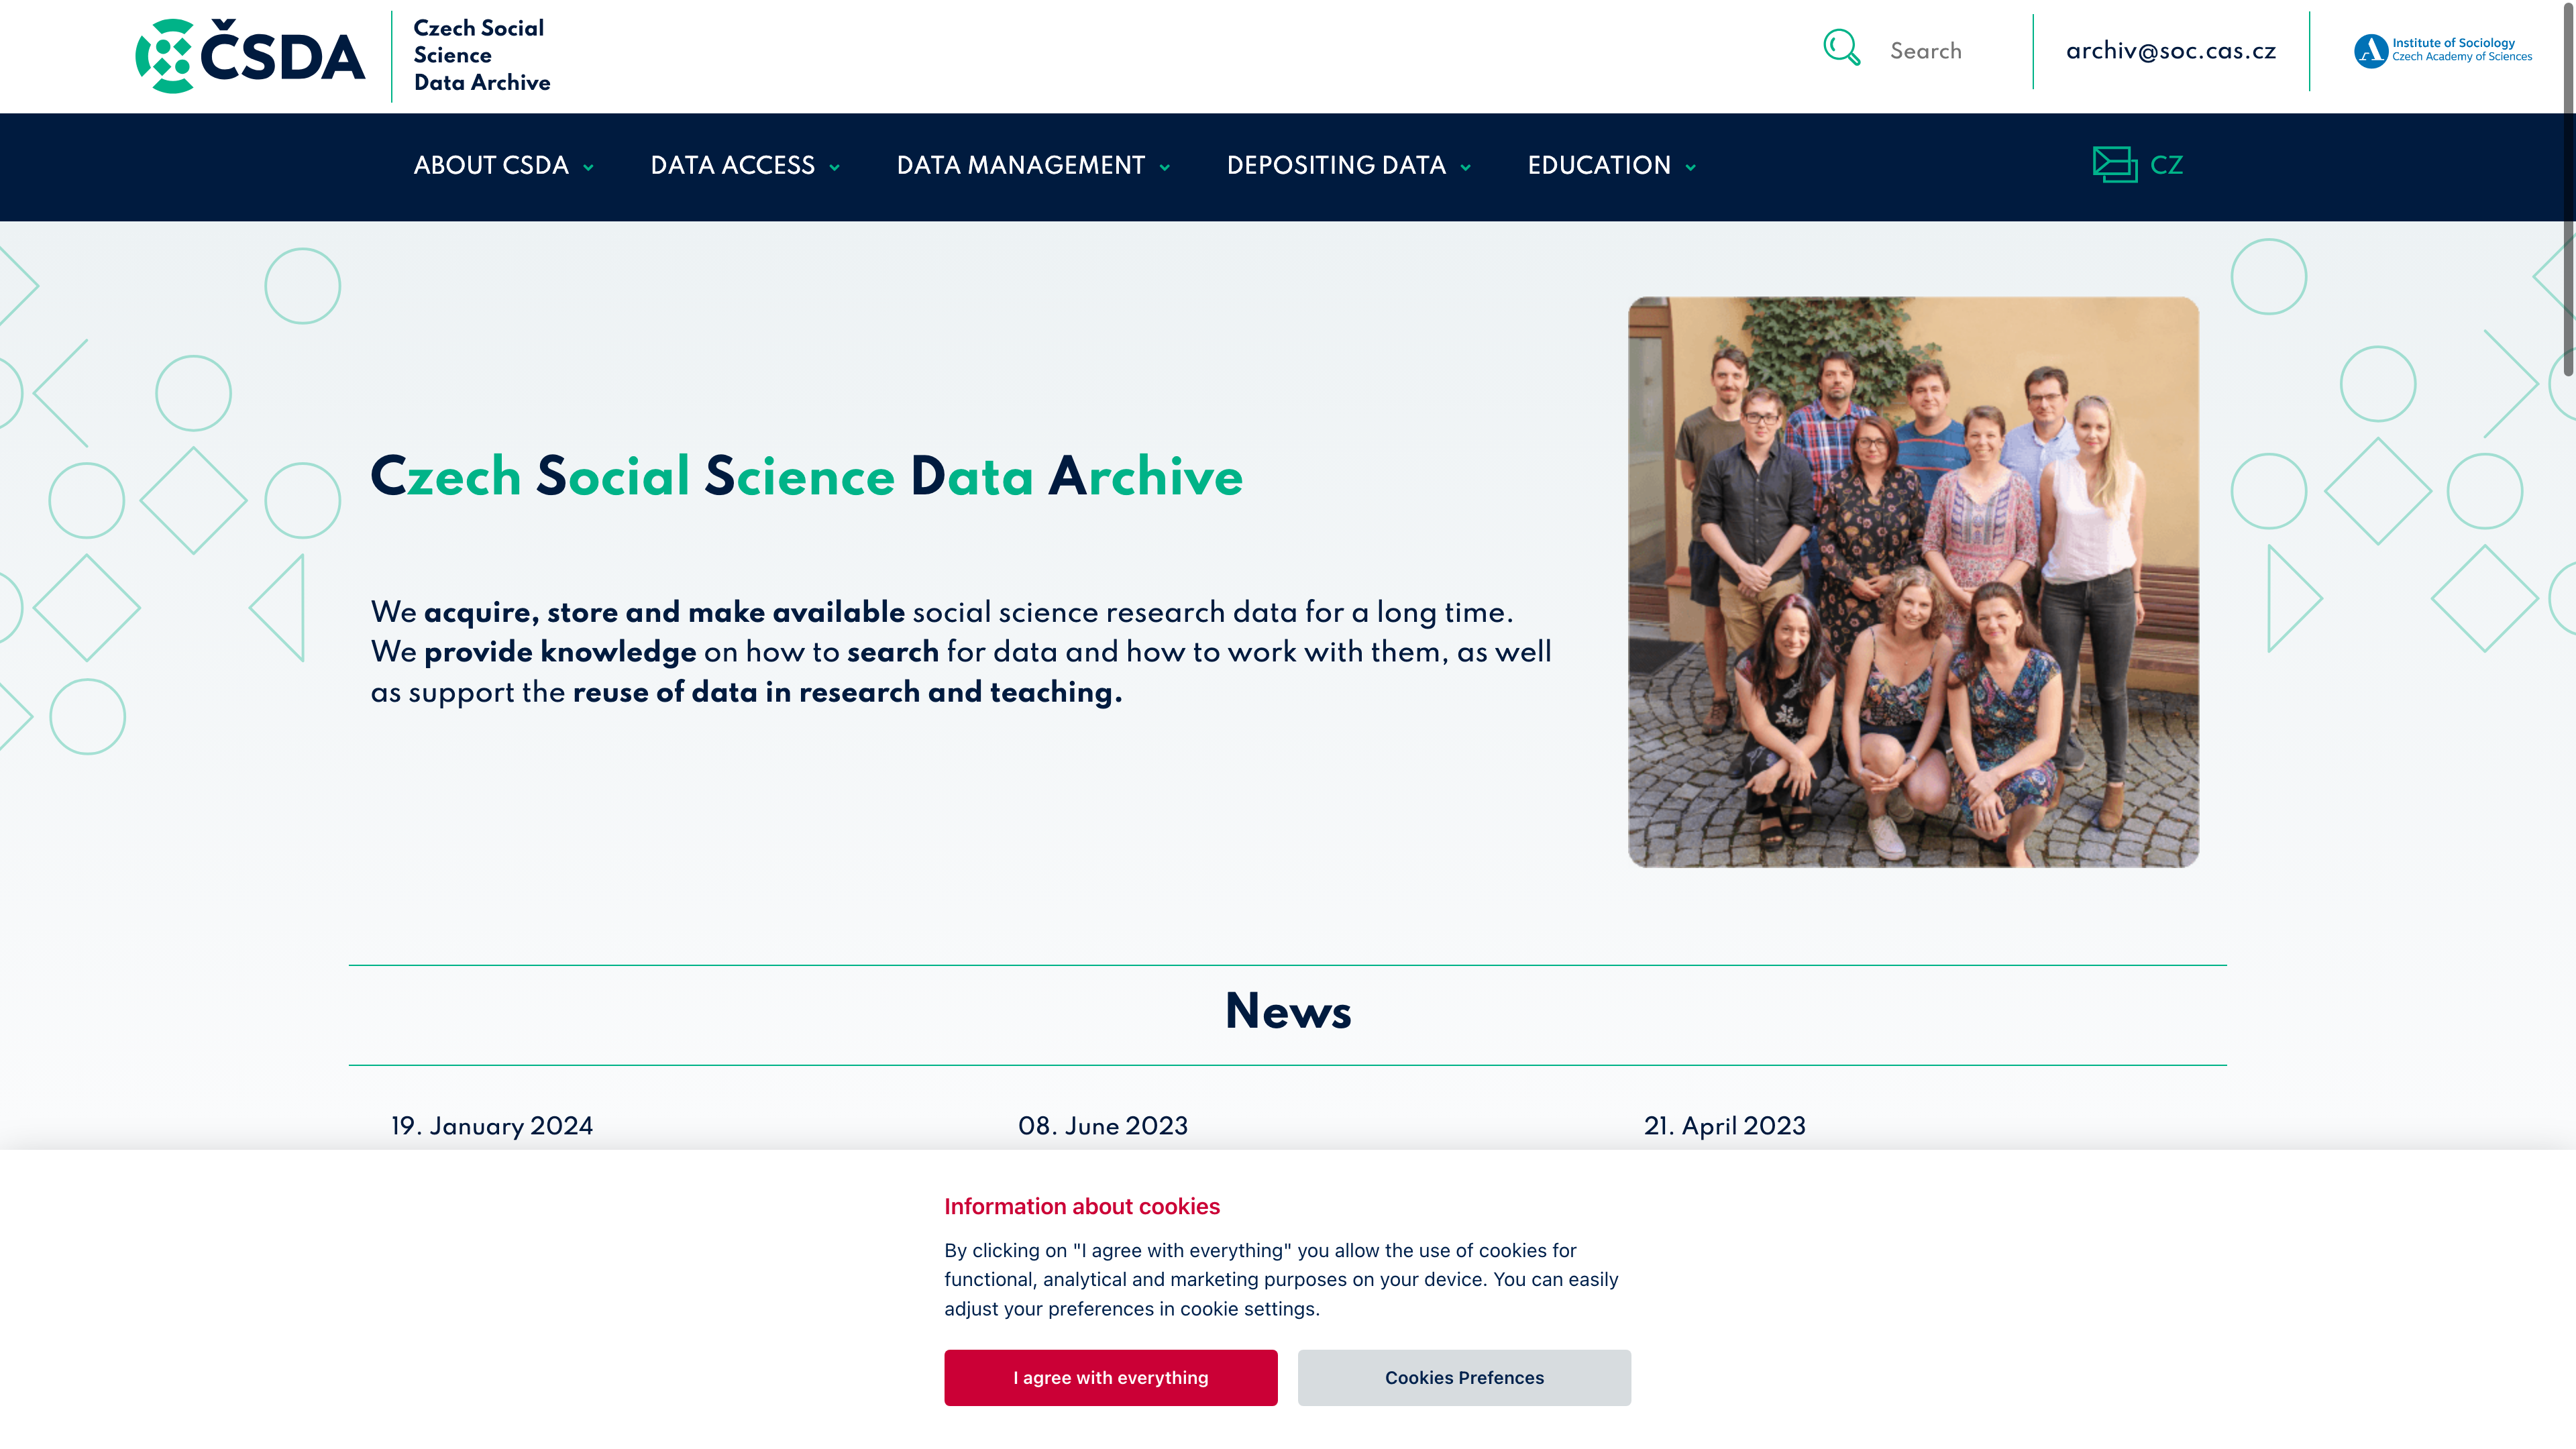 ČSDA
Czech Social
Science
Data Archive
Search
archiv@soc.cas.cz
Institute of Sociology
Czech Academy of Sciences
ABOUT CSDA
DATA ACCESS
DATA MANAGEMENT
DEPOSITING DATA
EDUCATION
CZ
Czech Social Science Data Archive
We acquire, store and make available social science research data for a long time.
We provide knowledge on how to search for data and how to work with them, as well
as support the reuse of data in research and teaching.
News
19. January 2024
08. June 2023
21. April 2023
Information about cookies
By clicking on "I agree with everything" you allow the use of cookies for
functional, analytical and marketing purposes on your device. You can easily
adjust your preferences in cookie settings.
I agree with everything
Cookies Prefences